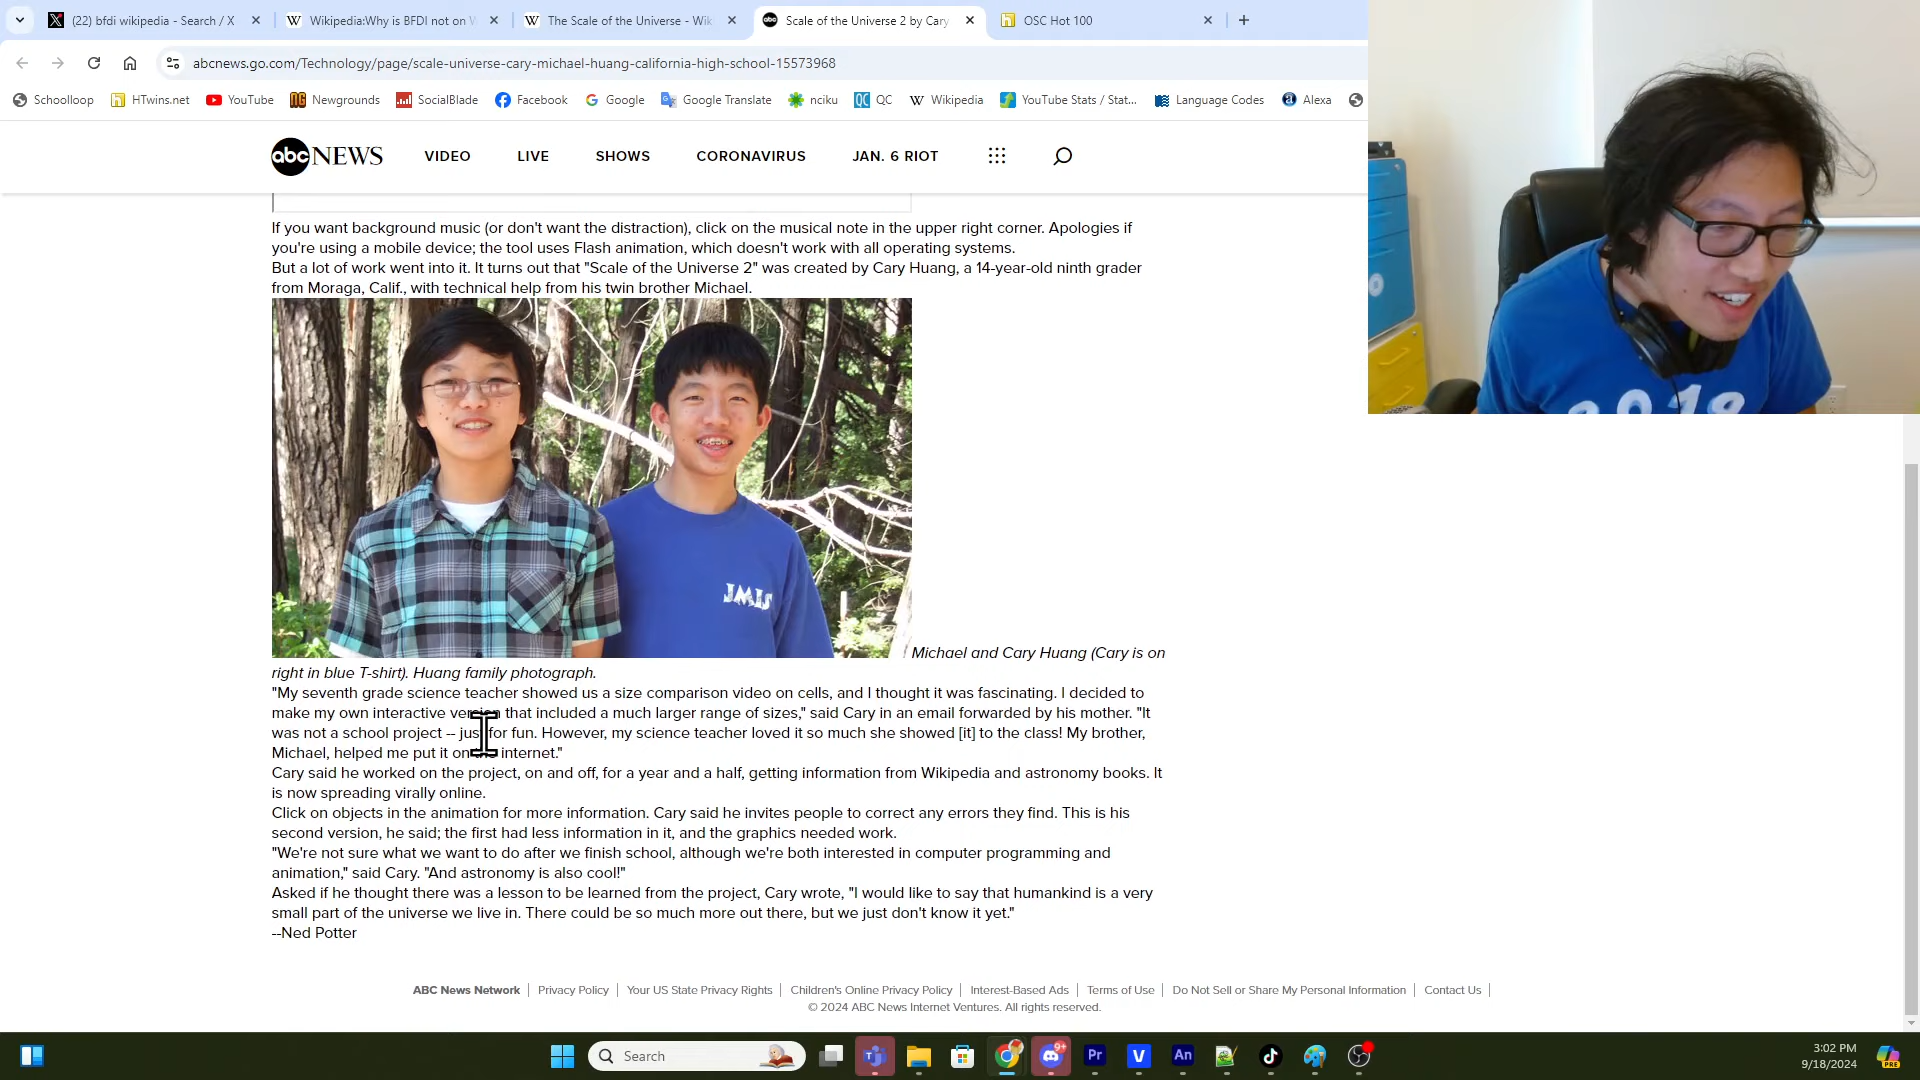 (22) bfdi wikipedia - Search / X
Wikipedia:Why is BFDI not on W
The Scale of the Universe - Wik
Scale of the Universe 2 by Cary
OSC Hot 100
abcnews.go.com/Technology/page/scale-universe-cary-michael-huang-california-high-school-15573968
Schoolloop HTwins.net YouTube Newgrounds SocialBlade Facebook Google Google Translate nciku QC Wikipedia YouTube Stats / Stat... Language Codes Alexa
abc NEWS VIDEO LIVE SHOWS CORONAVIRUS JAN. 6 RIOT
If you want background music (or don't want the distraction), click on the musical note in the upper right corner. Apologies if
you're using a mobile device; the tool uses Flash animation, which doesn't work with all operating systems.
But a lot of work went into it. It turns out that "Scale of the Universe 2" was created by Cary Huang, a 14-year-old ninth grader
from Moraga, Calif., with technical help from his twin brother Michael.
JMIS
2018
Michael and Cary Huang (Cary is on
right in blue T-shirt). Huang family photograph.
"My seventh grade science teacher showed us a size comparison video on cells, and I thought it was fascinating. I decided to
make my own interactive version that included a much larger range of sizes," said Cary in an email forwarded by his mother. "It
was not a school project -- just for fun. However, my science teacher loved it so much she showed [it] to the class! My brother,
Michael, helped me put it on internet."
Cary said he worked on the project, on and off, for a year and a half, getting information from Wikipedia and astronomy books. It
is now spreading virally online.
Click on objects in the animation for more information. Cary said he invites people to correct any errors they find. This is his
second version, he said; the first had less information in it, and the graphics needed work.
"We're not sure what we want to do after we finish school, although we're both interested in computer programming and
animation," said Cary. "And astronomy is also cool!"
Asked if he thought there was a lesson to be learned from the project, Cary wrote, "I would like to say that humankind is a very
small part of the universe we live in. There could be so much more out there, but we just don't know it yet."
--Ned Potter
ABC News Network Privacy Policy Your US State Privacy Rights Children's Online Privacy Policy Interest-Based Ads Terms of Use Do Not Sell or Share My Personal Information Contact Us
© 2024 ABC News Internet Ventures. All rights reserved.
Search
9+
Pr
V
An
PRE
3:02 PM
9/18/2024